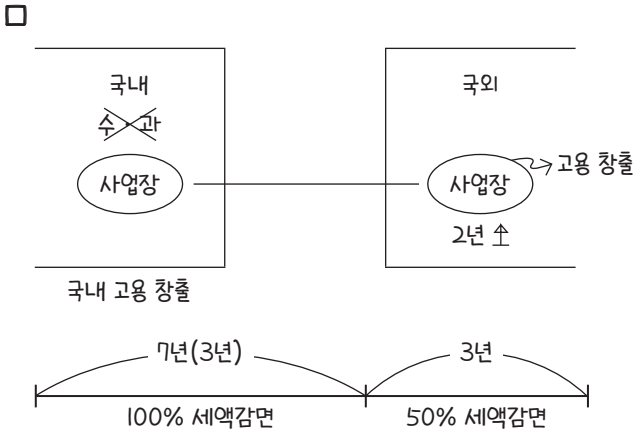 국내
국외
수·과
사업장
사업장
고용 창출
2년
국내 고용 창출
7년(3년)
3년
100% 세액감면
50% 세액감면